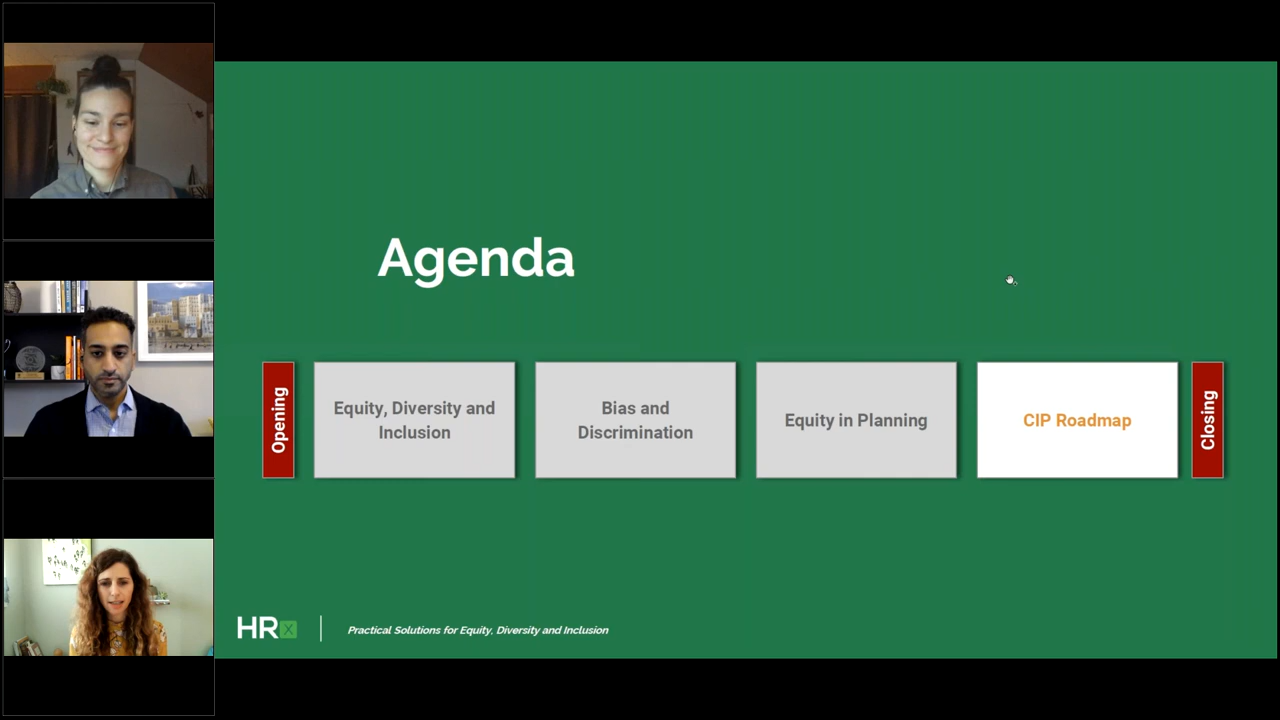 Agenda
Opening
Equity, Diversity and
Inclusion
Bias and
Discrimination
Equity in Planning
CIP Roadmap
Closing
HRX
Practical Solutions for Equity, Diversity and Inclusion